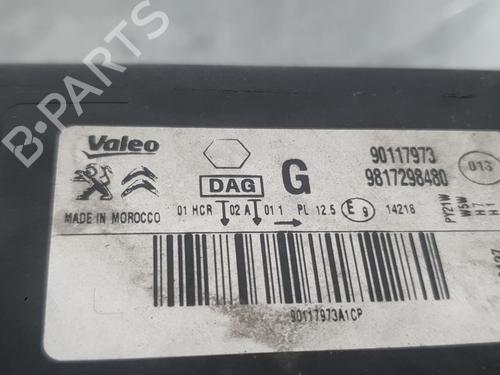 B-PARTS
Valeo
DAG
G
90117973
9817298480
013
MADE IN MOROCCO
01 HCR 02 A 01 1 PL 12.5 E9 14216
PY21W
W5W
H7
H1
90117973A1CP